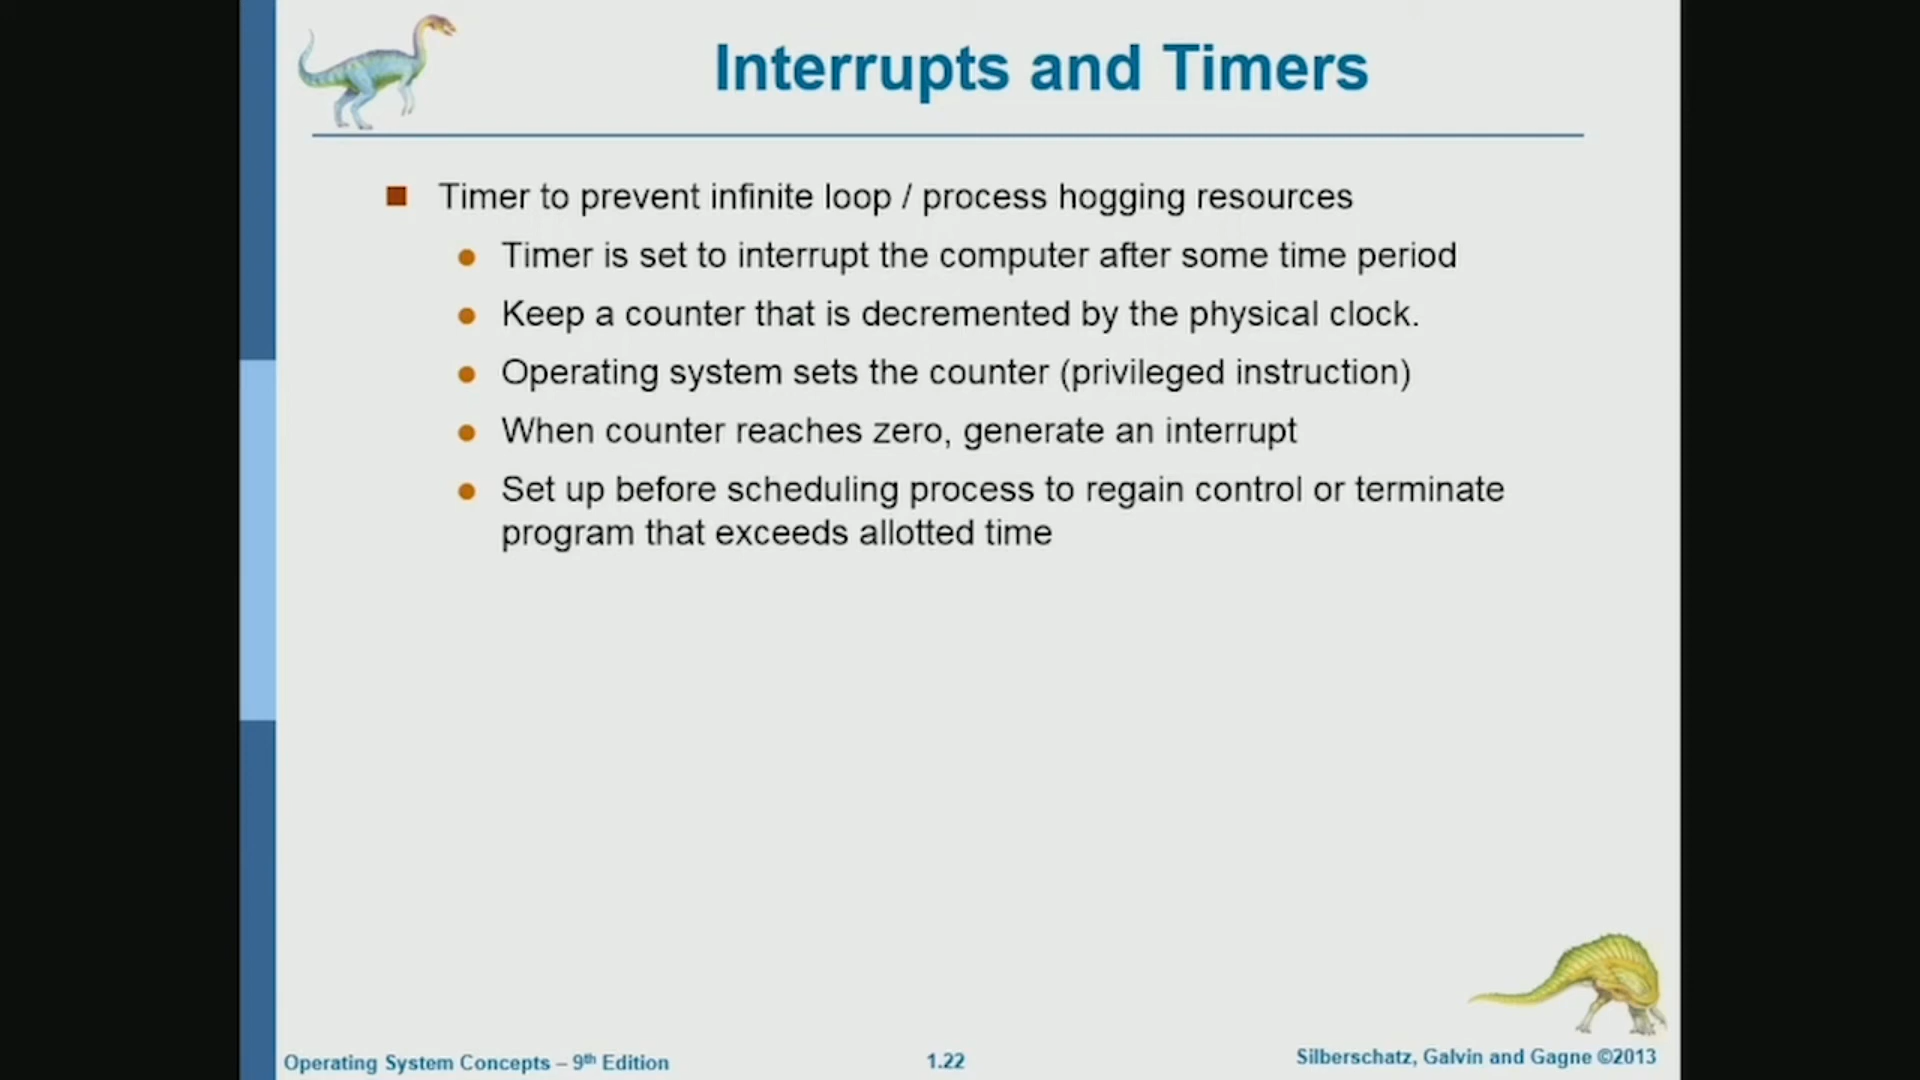 Interrupts and Timers
Timer to prevent infinite loop / process hogging resources
Timer is set to interrupt the computer after some time period
Keep a counter that is decremented by the physical clock.
Operating system sets the counter (privileged instruction)
When counter reaches zero, generate an interrupt
Set up before scheduling process to regain control or terminate
program that exceeds allotted time
Operating System Concepts – 9th Edition
1.22
Silberschatz, Galvin and Gagne ©2013